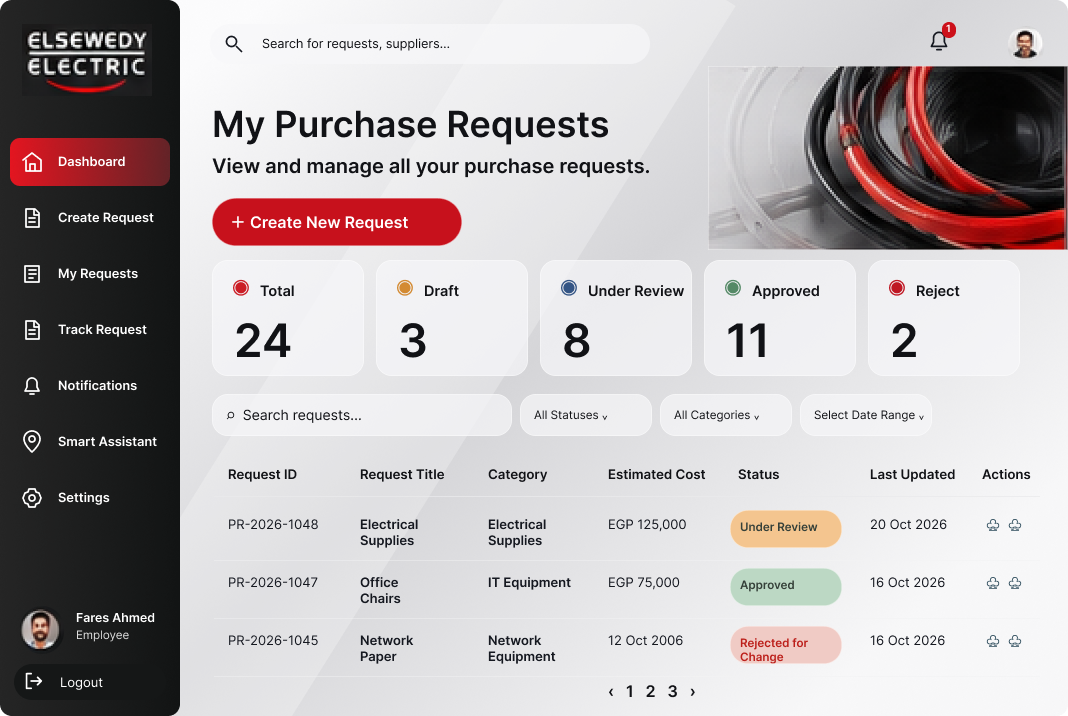 ELSEWEDY
ELECTRIC
Dashboard
Create Request
My Requests
Track Request
Notifications
Smart Assistant
Settings
Fares Ahmed
Employee
Logout
Search for requests, suppliers...
1
My Purchase Requests
View and manage all your purchase requests.
+ Create New Request
Total
24
Draft
3
Under Review
8
Approved
11
Reject
2
Search requests...
All Statuses
All Categories
Select Date Range
Request ID Request Title Category Estimated Cost Status Last Updated Actions
PR-2026-1048 Electrical Electrical EGP 125,000 Under Review 20 Oct 2026
Supplies Supplies
PR-2026-1047 Office IT Equipment EGP 75,000 Approved 16 Oct 2026
Chairs
PR-2026-1045 Network Network 12 Oct 2006 Rejected for 16 Oct 2026
Paper Equipment Change
‹ 1 2 3 ›